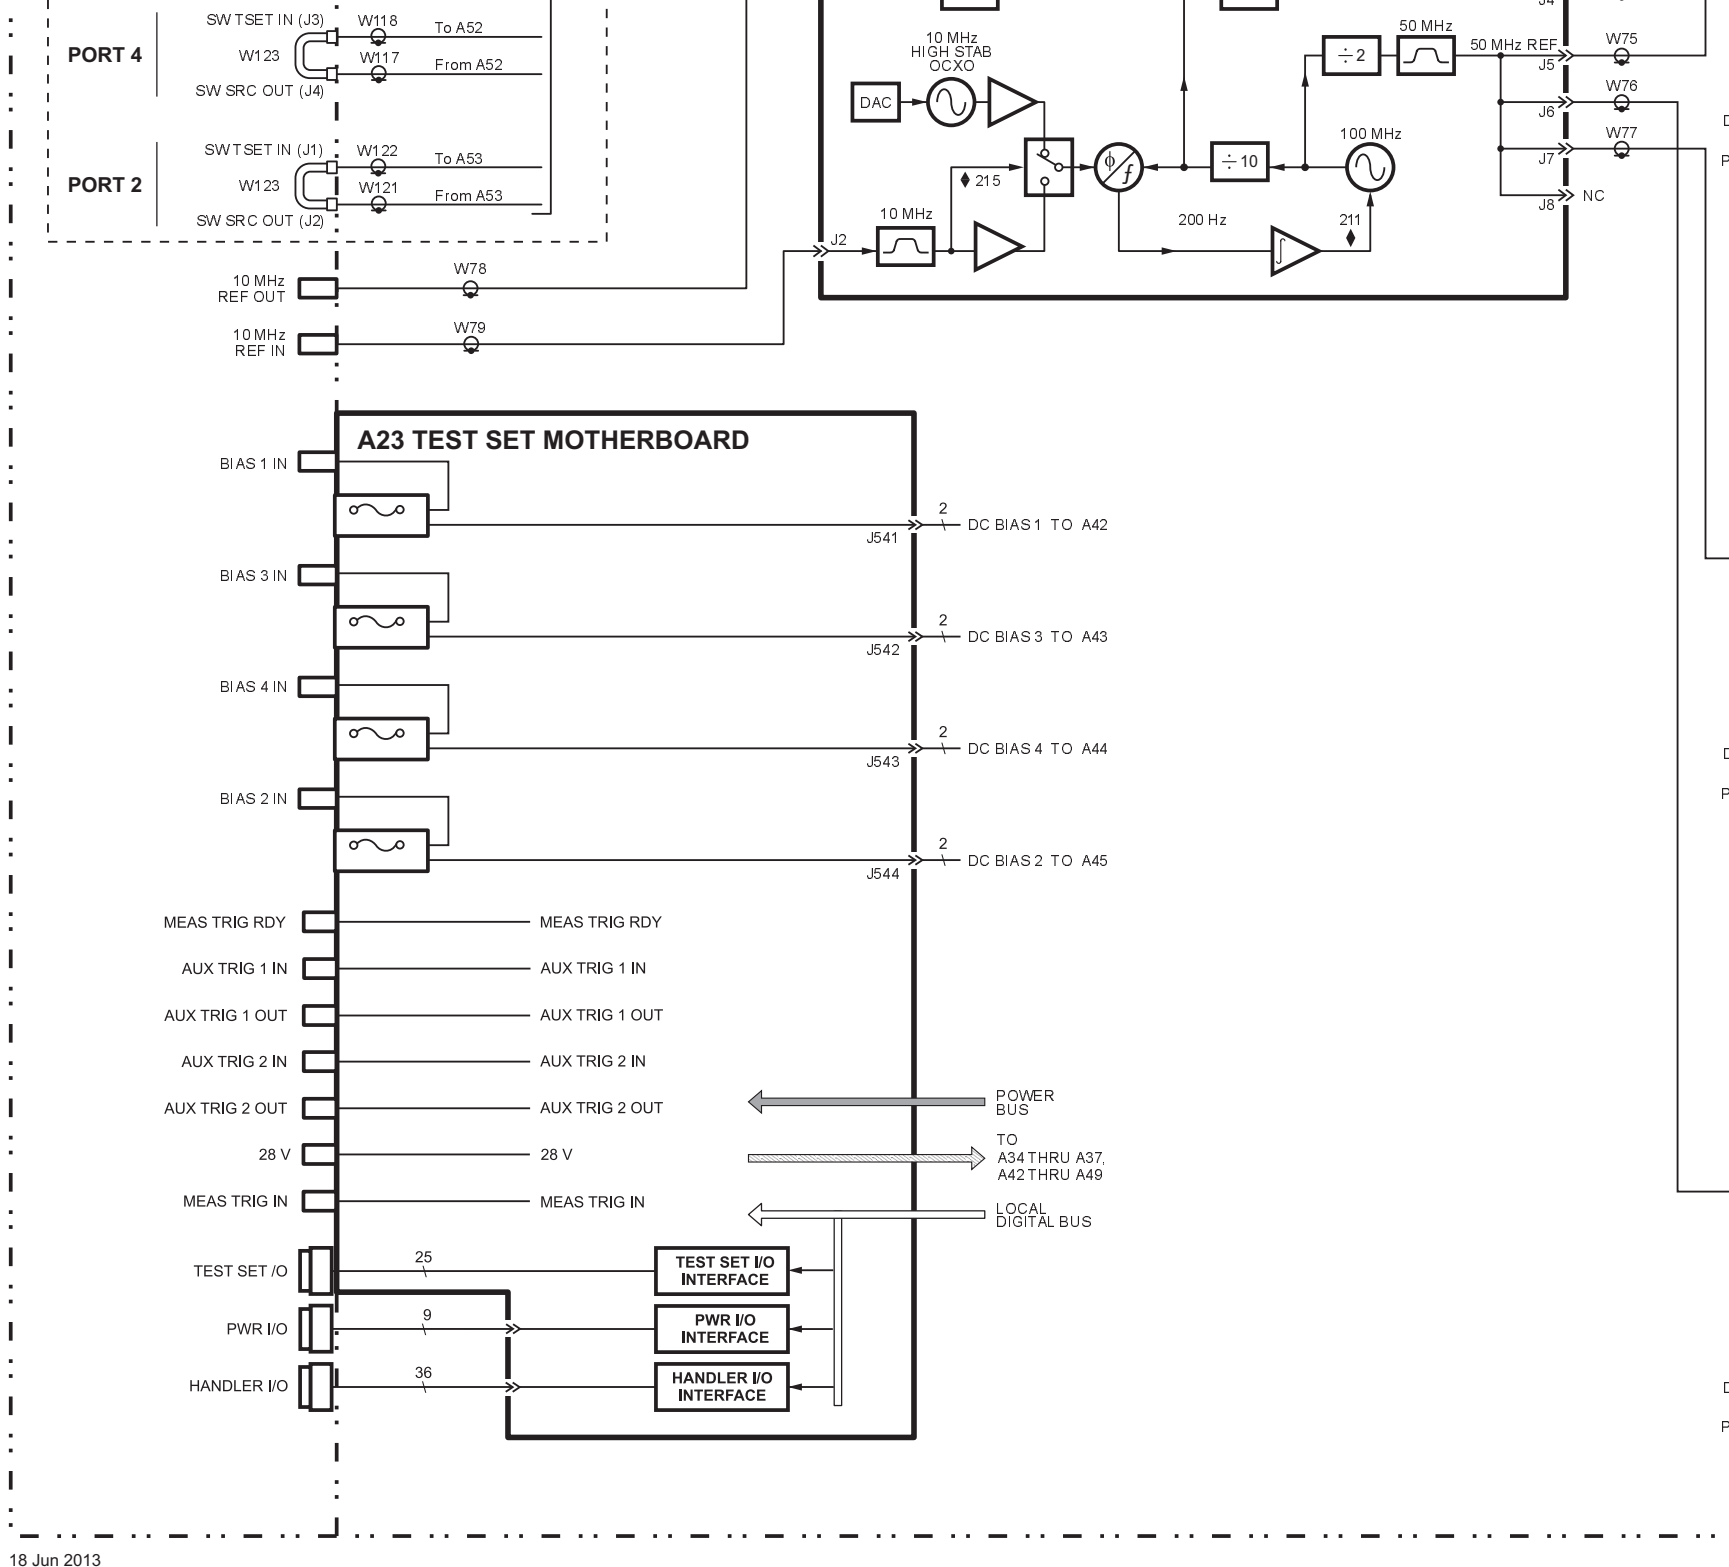 SW TSET IN (J3)
W118
To A52
PORT 4
W123
W117
From A52
SW SRC OUT (J4)
SW TSET IN (J1)
W122
To A53
PORT 2
W123
W121
From A53
SW SRC OUT (J2)
10 MHz
REF OUT
W78
10 MHz
REF IN
W79
J4
10 MHz
HIGH STAB
OCXO
DAC
50 MHz
÷2
50 MHz REF
J5
W75
J6
W76
J7
W77
J8
NC
100 MHz
÷10
ϕ
f
215
10 MHz
J2
200 Hz
211
∫
A23 TEST SET MOTHERBOARD
BIAS 1 IN
J541
2
DC BIAS 1 TO A42
BIAS 3 IN
J542
2
DC BIAS 3 TO A43
BIAS 4 IN
J543
2
DC BIAS 4 TO A44
BIAS 2 IN
J544
2
DC BIAS 2 TO A45
MEAS TRIG RDY
MEAS TRIG RDY
AUX TRIG 1 IN
AUX TRIG 1 IN
AUX TRIG 1 OUT
AUX TRIG 1 OUT
AUX TRIG 2 IN
AUX TRIG 2 IN
AUX TRIG 2 OUT
AUX TRIG 2 OUT
POWER
BUS
28 V
28 V
TO
A34 THRU A37,
A42 THRU A49
MEAS TRIG IN
MEAS TRIG IN
LOCAL
DIGITAL BUS
TEST SET /O
25
TEST SET I/O
INTERFACE
PWR I/O
9
PWR I/O
INTERFACE
HANDLER I/O
36
HANDLER I/O
INTERFACE
18 Jun 2013